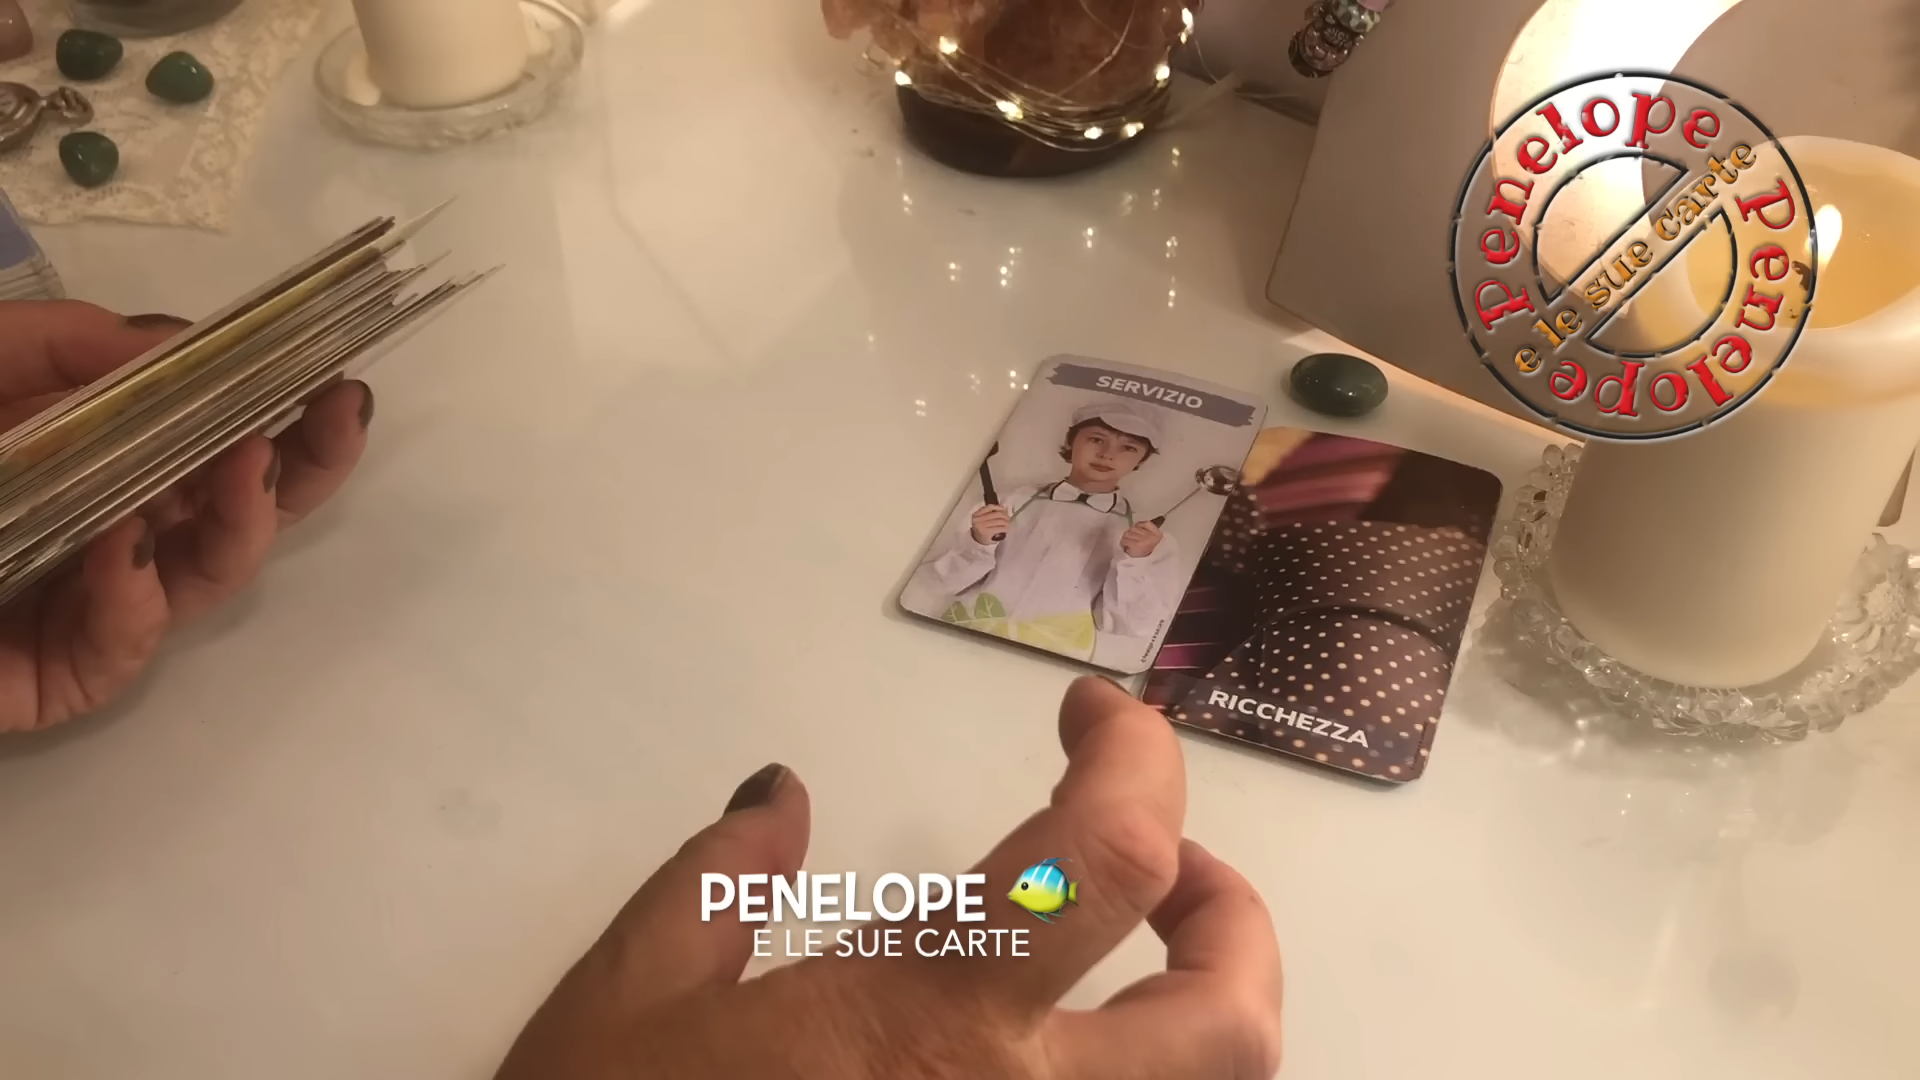 Penelope Penelope
e le sue carte
SERVIZIO
RICCHEZZA
PENELOPE 🐠
E LE SUE CARTE